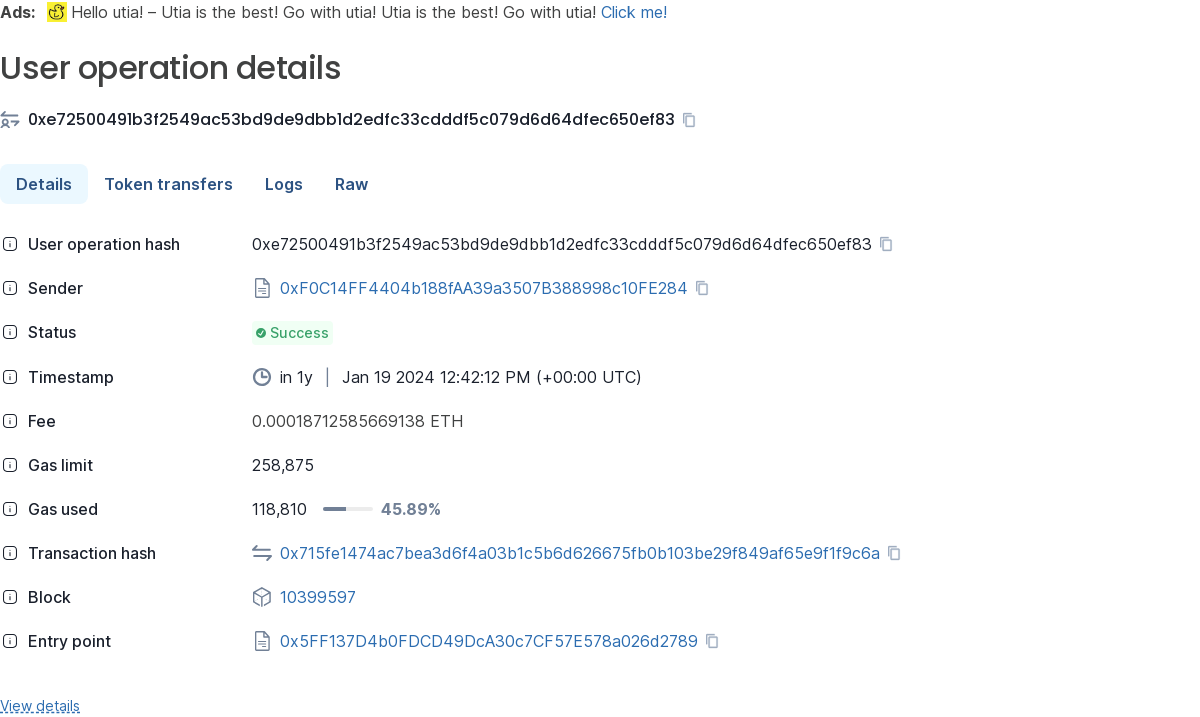 Ads: Hello utia! – Utia is the best! Go with utia! Utia is the best! Go with utia! Click me!
User operation details
0xe72500491b3f2549ac53bd9de9dbb1d2edfc33cdddf5c079d6d64dfec650ef83
Details Token transfers Logs Raw
User operation hash 0xe72500491b3f2549ac53bd9de9dbb1d2edfc33cdddf5c079d6d64dfec650ef83
Sender 0xF0C14FF4404b188fAA39a3507B388998c10FE284
Status Success
Timestamp in 1y | Jan 19 2024 12:42:12 PM (+00:00 UTC)
Fee 0.00018712585669138 ETH
Gas limit 258,875
Gas used 118,810 45.89%
Transaction hash 0x715fe1474ac7bea3d6f4a03b1c5b6d626675fb0b103be29f849af65e9f1f9c6a
Block 10399597
Entry point 0x5FF137D4b0FDCD49DcA30c7CF57E578a026d2789
View details